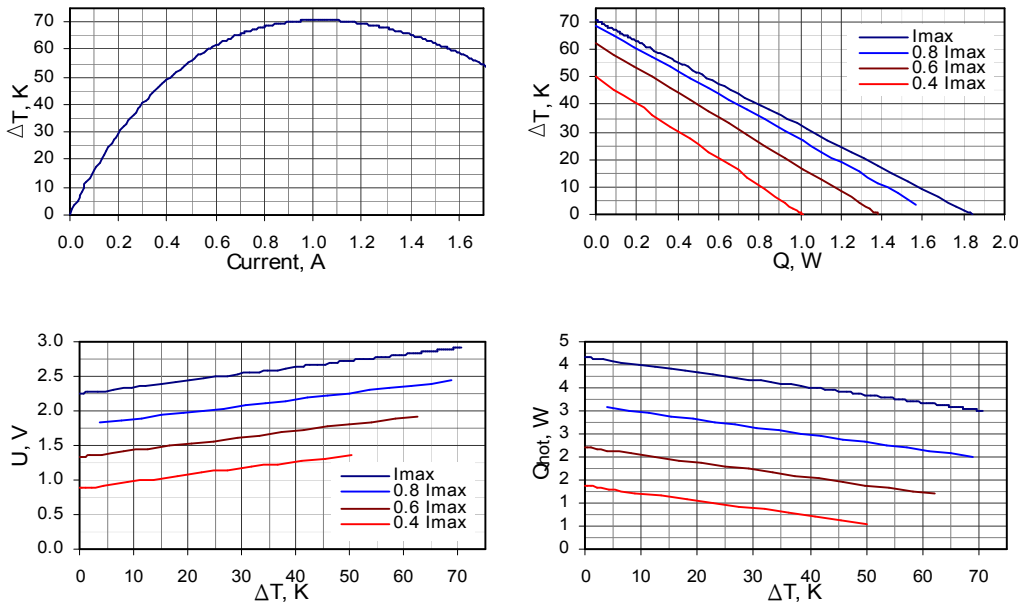 ΔT, K
70
60
50
40
30
20
10
0
0.0 0.2 0.4 0.6 0.8 1.0 1.2 1.4 1.6
Current, A
ΔT, K
70
60
50
40
30
20
10
0
0.0 0.2 0.4 0.6 0.8 1.0 1.2 1.4 1.6 1.8 2.0
Q, W
Imax
0.8 Imax
0.6 Imax
0.4 Imax
U, V
3.0
2.5
2.0
1.5
1.0
0.5
0.0
0 10 20 30 40 50 60 70
ΔT, K
Imax
0.8 Imax
0.6 Imax
0.4 Imax
Qhot, W
5
4
4
3
3
2
2
1
1
0
0 10 20 30 40 50 60 70
ΔT, K